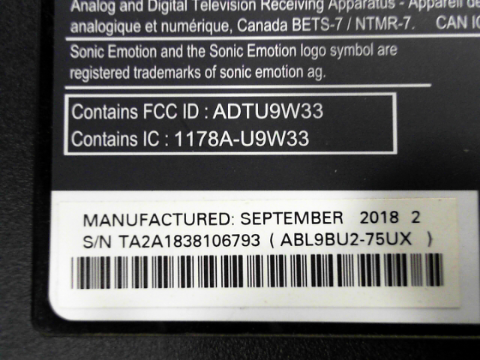 Analog and Digital Television Receiving Apparatus - Appareil de
analogique et numérique, Canada BETS-7 / NTMR-7. CAN IC
Sonic Emotion and the Sonic Emotion logo symbol are
registered trademarks of sonic emotion ag.
Contains FCC ID : ADTU9W33
Contains IC : 1178A-U9W33
MANUFACTURED: SEPTEMBER 2018 2
S/N TA2A1838106793 ( ABL9BU2-75UX )